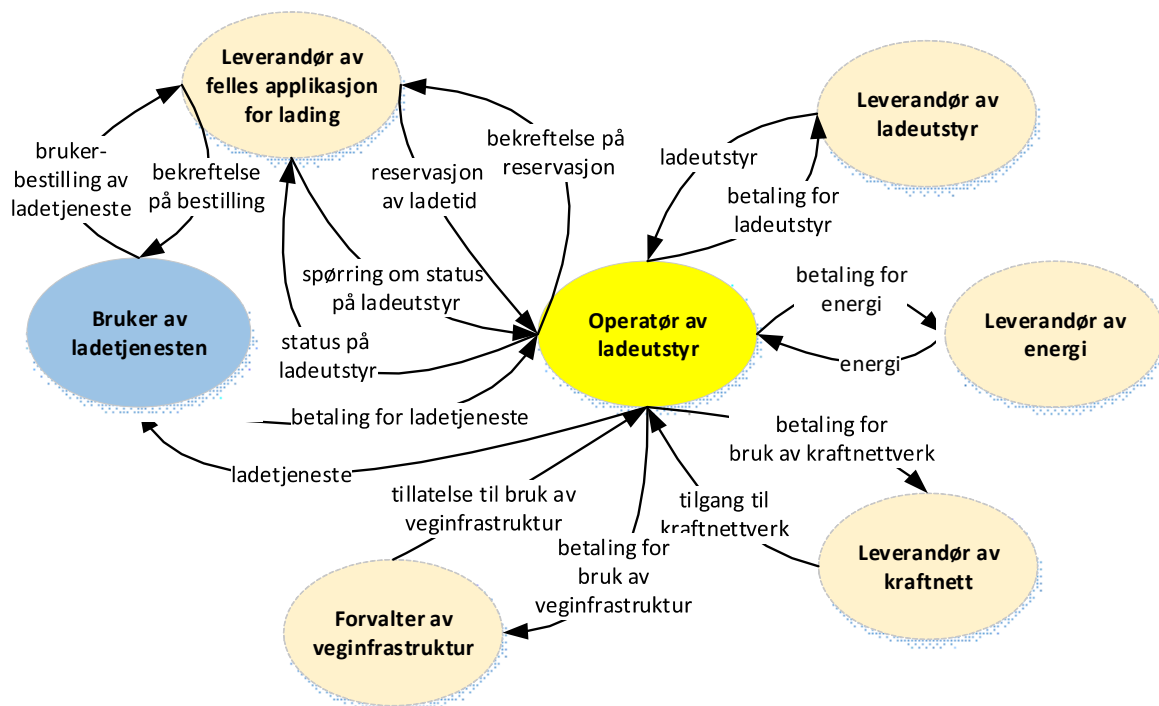 Leverandør av
felles applikasjon
for lading
Leverandør av
ladeutstyr
bruker-
bestilling av
ladetjeneste
bekreftelse
på bestilling
reservasjon
av ladetid
bekreftelse på
reservasjon
ladeutstyr
betaling for
ladeutstyr
spørring om status
på ladeutstyr
betaling for
energi
Bruker av
ladetjenesten
Operatør av
ladeutstyr
Leverandør av
energi
status på
ladeutstyr
energi
betaling for ladetjeneste
ladetjeneste
betaling for
bruk av kraftnettverk
tillatelse til bruk av
veginfrastruktur
tilgang til
kraftnettverk
betaling for
bruk av
veginfrastruktur
Leverandør av
kraftnett
Forvalter av
veginfrastruktur